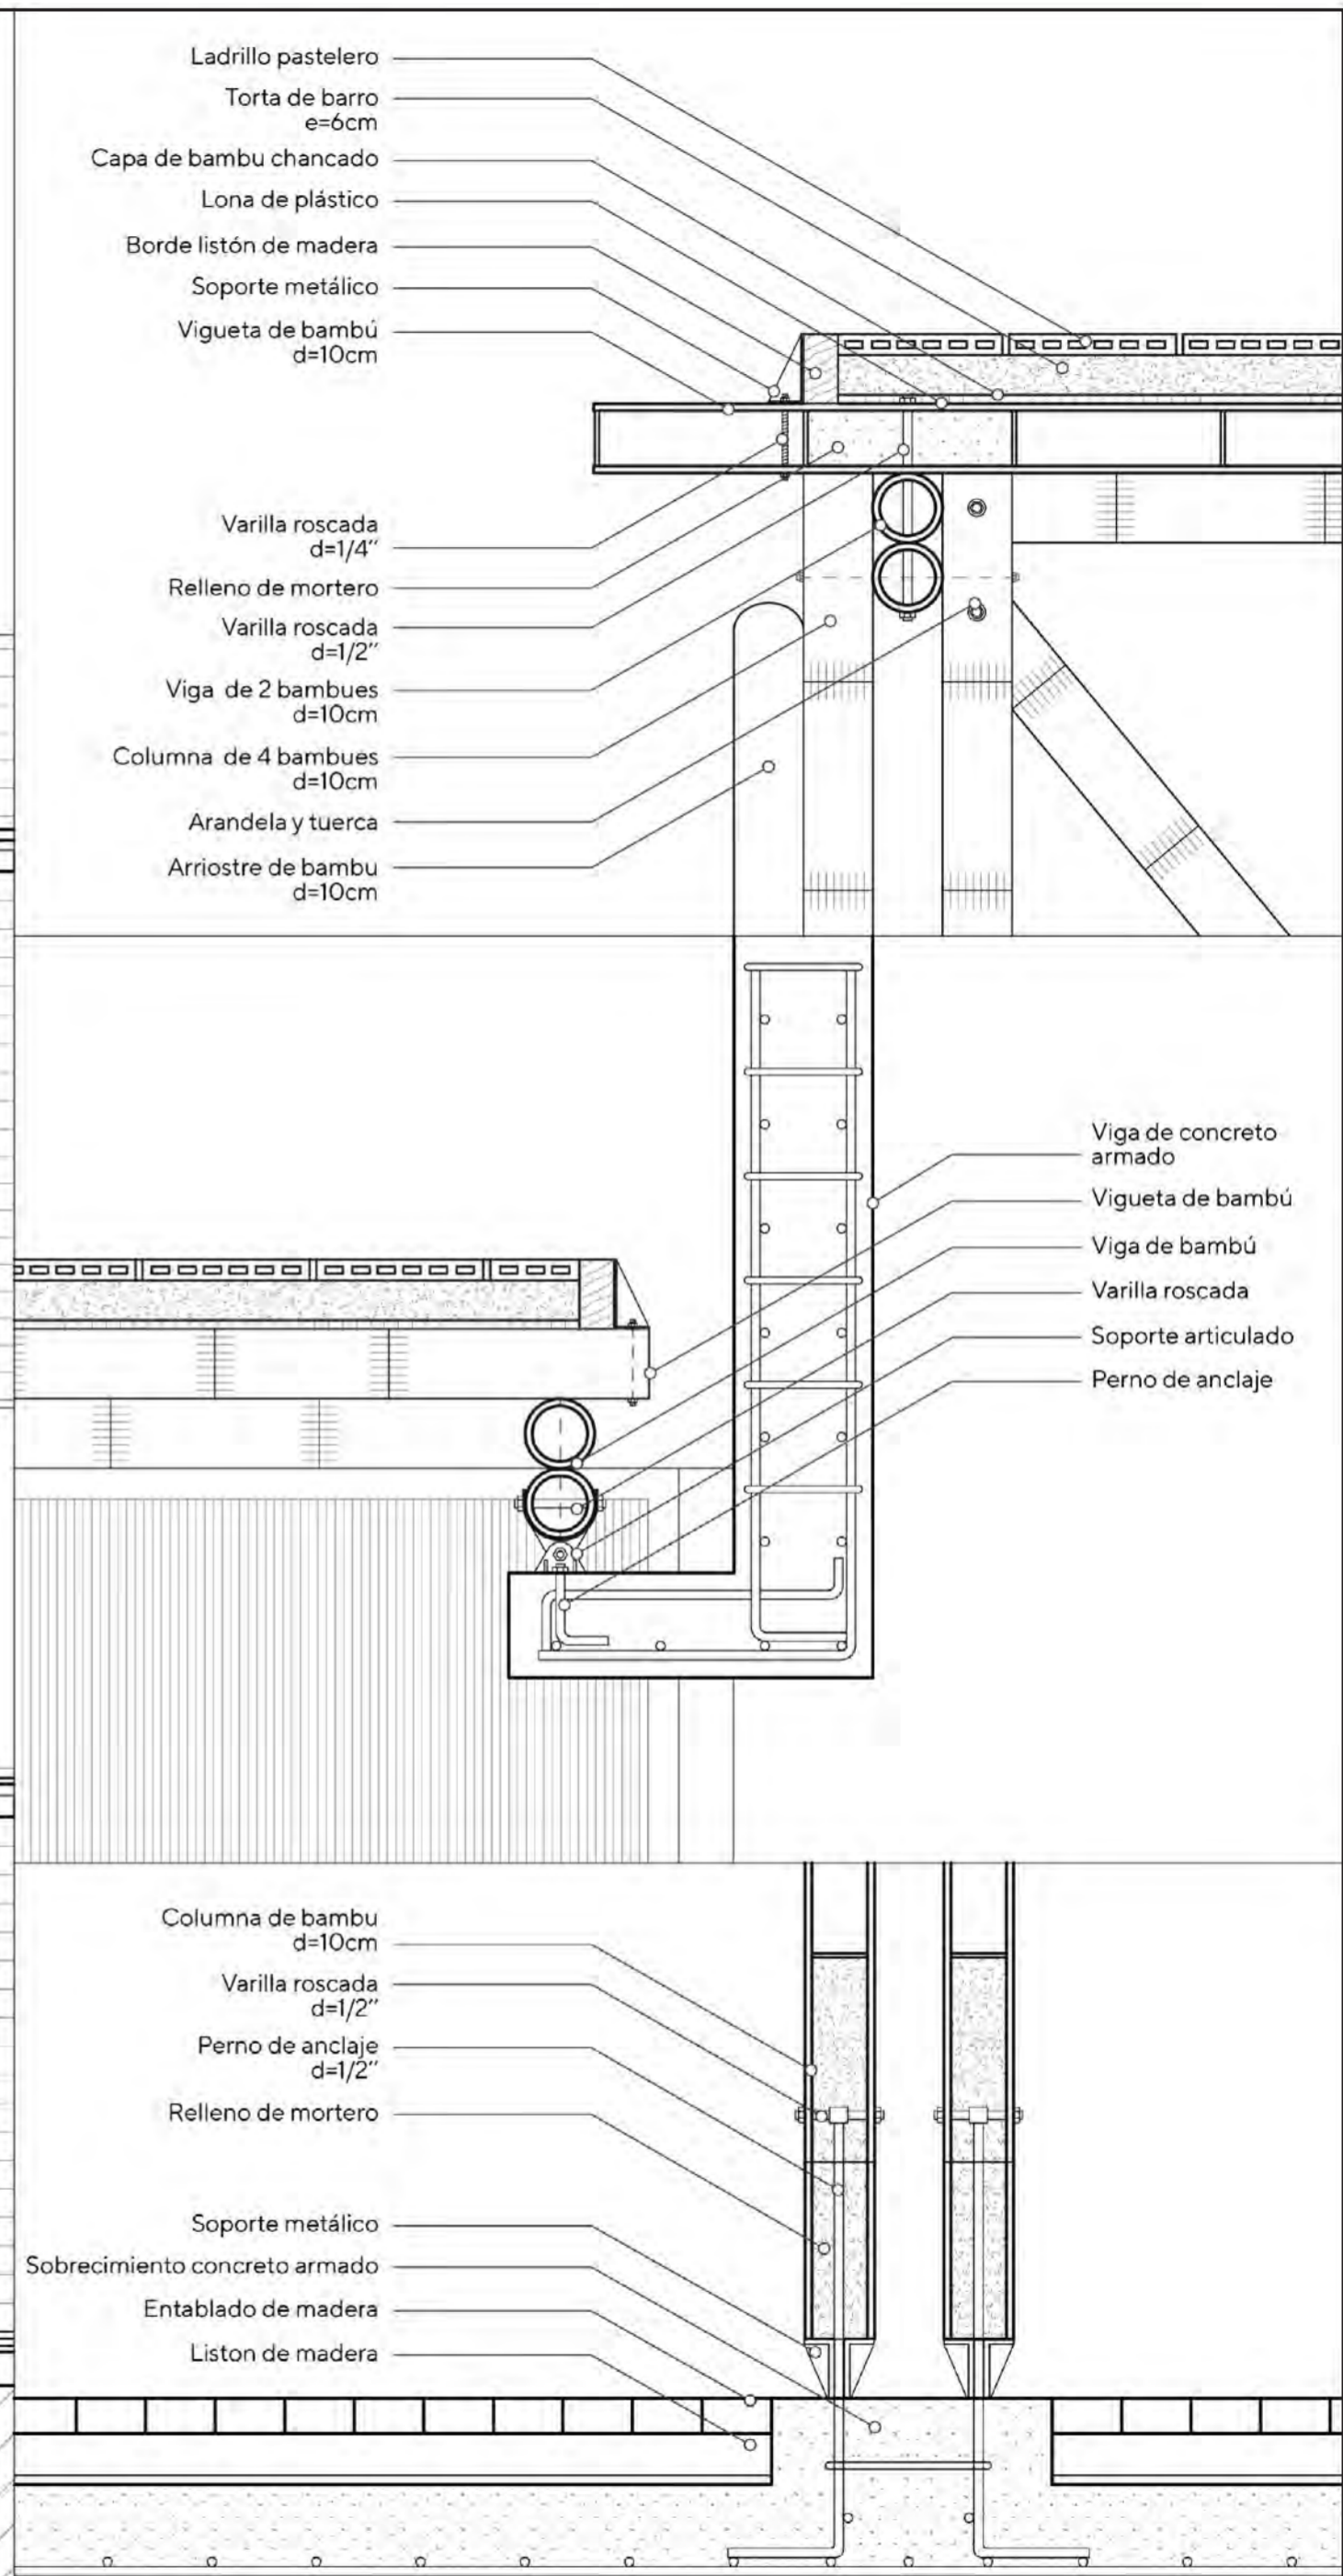 Ladrillo pastelero
Torta de barro
e=6cm
Capa de bambu chancado
Lona de plástico
Borde listón de madera
Soporte metálico
Vigueta de bambú
d=10cm
Varilla roscada
d=1/4″
Relleno de mortero
Varilla roscada
d=1/2″
Viga de 2 bambues
d=10cm
Columna de 4 bambues
d=10cm
Arandela y tuerca
Arriostre de bambu
d=10cm
Viga de concreto
armado
Vigueta de bambú
Viga de bambú
Varilla roscada
Soporte articulado
Perno de anclaje
Columna de bambu
d=10cm
Varilla roscada
d=1/2″
Perno de anclaje
d=1/2″
Relleno de mortero
Soporte metálico
Sobrecimiento concreto armado
Entablado de madera
Liston de madera